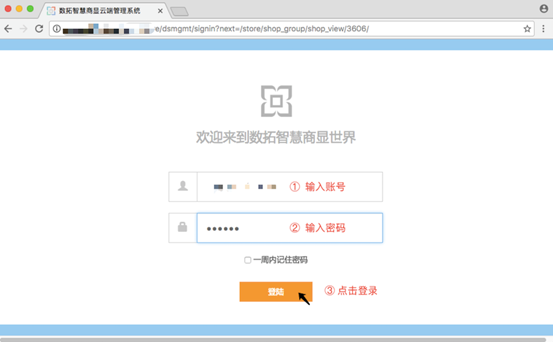 数拓智慧商显云端管理系统
e/dsmgmt/signin?next=/store/shop_group/shop_view/3606/
欢迎来到数拓智慧商显世界
① 输入账号
② 输入密码
一周内记住密码
登陆 ③ 点击登录